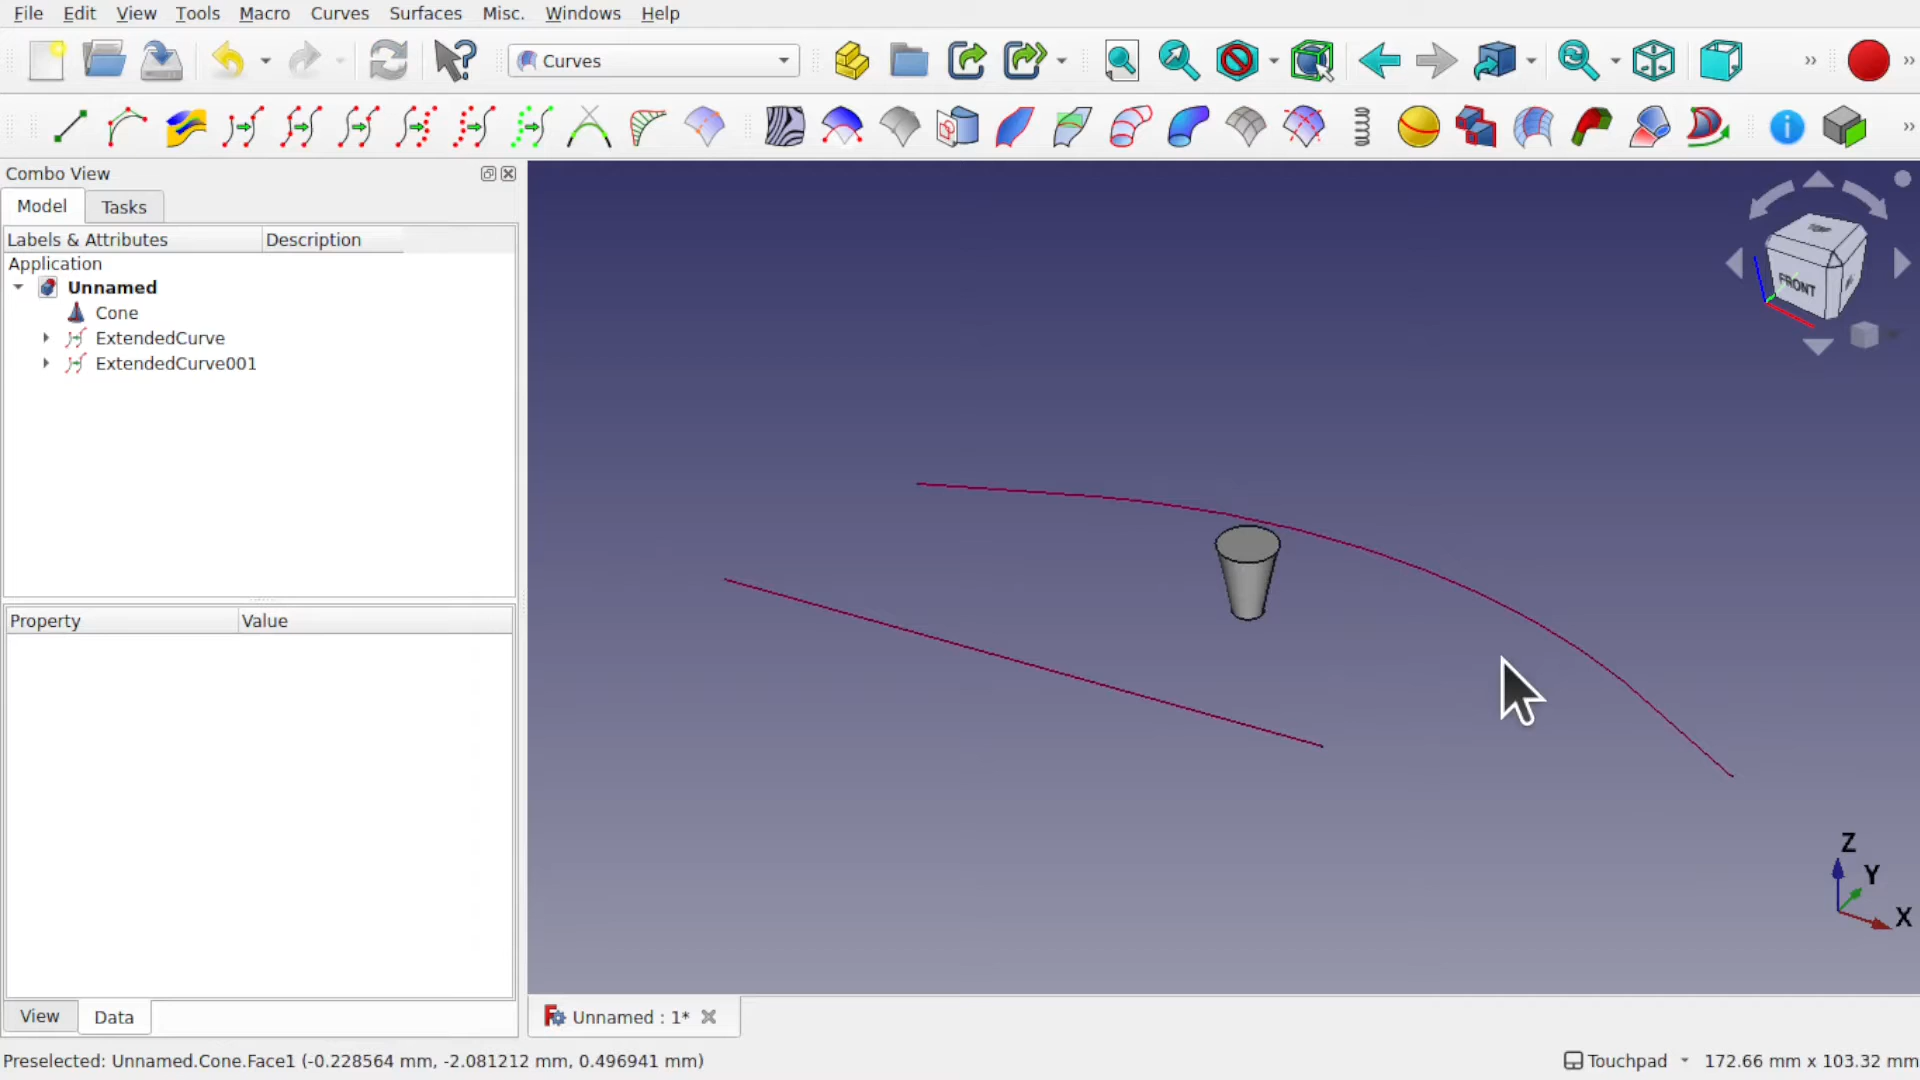 File Edit View Tools Macro Curves Surfaces Misc. Windows Help
Curves
Combo View
Model Tasks
Labels & Attributes Description
Application
Unnamed
Cone
ExtendedCurve
ExtendedCurve001
TOP
FRONT
Property Value
Z
Y
X
View Data
Unnamed : 1*
Preselected: Unnamed.Cone.Face1 (-0.228564 mm, -2.081212 mm, 0.496941 mm)
Touchpad 172.66 mm x 103.32 mm